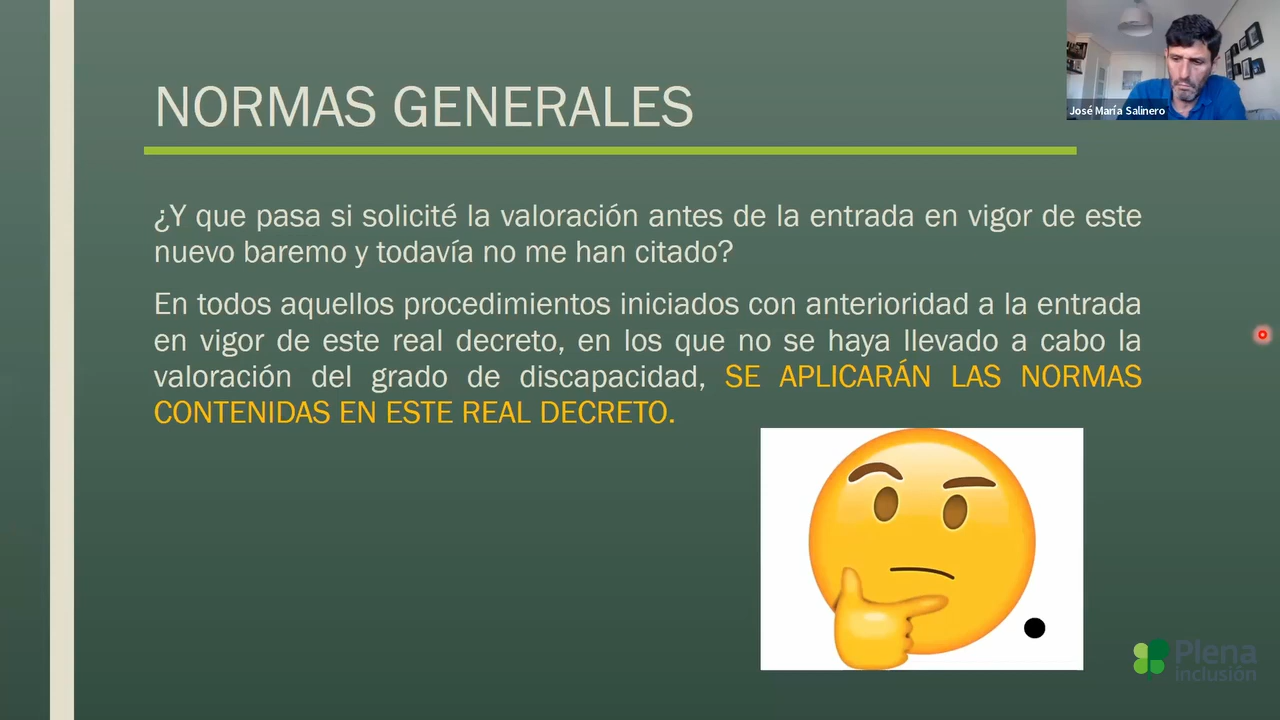 NORMAS GENERALES
José María Salinero
¿Y que pasa si solicité la valoración antes de la entrada en vigor de este
nuevo baremo y todavía no me han citado?
En todos aquellos procedimientos iniciados con anterioridad a la entrada
en vigor de este real decreto, en los que no se haya llevado a cabo la
valoración del grado de discapacidad, SE APLICARÁN LAS NORMAS
CONTENIDAS EN ESTE REAL DECRETO.
Plena
inclusión